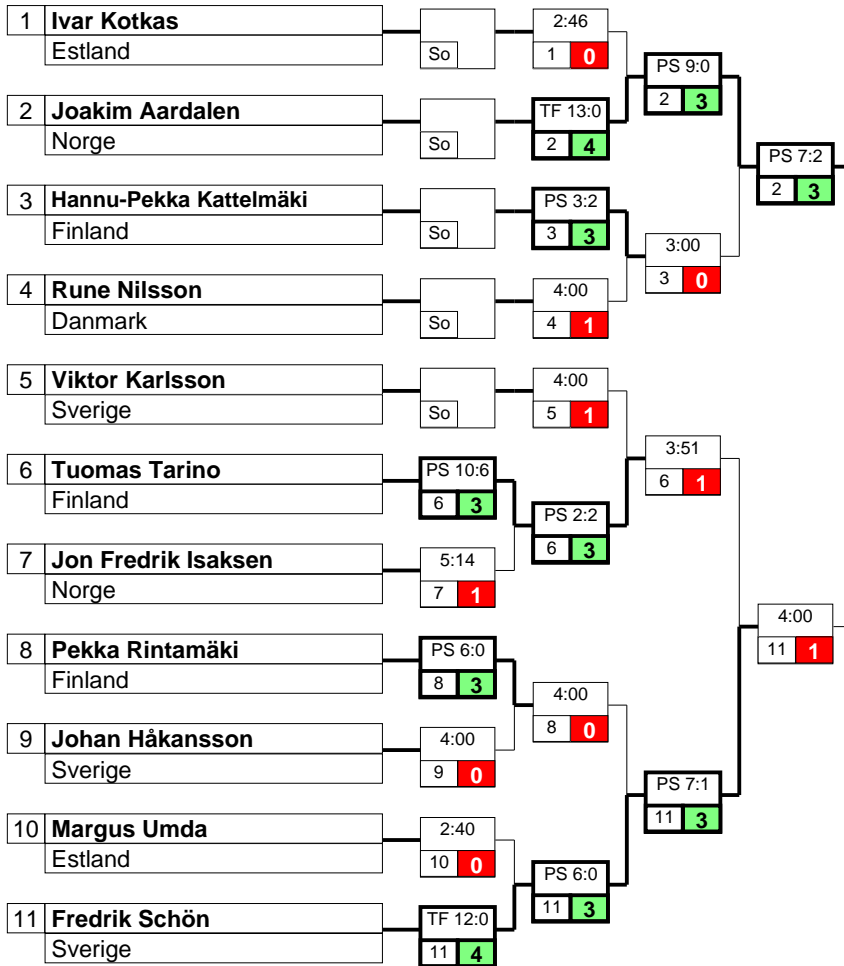 1 Ivar Kotkas
Estland
So
2:46
1 0
PS 9:0
2 3
2 Joakim Aardalen
Norge
So
TF 13:0
2 4
PS 7:2
2 3
3 Hannu-Pekka Kattelmäki
Finland
So
PS 3:2
3 3
3:00
3 0
4 Rune Nilsson
Danmark
So
4:00
4 1
5 Viktor Karlsson
Sverige
So
4:00
5 1
3:51
6 1
6 Tuomas Tarino
Finland
PS 10:6
6 3
PS 2:2
6 3
7 Jon Fredrik Isaksen
Norge
5:14
7 1
4:00
11 1
8 Pekka Rintamäki
Finland
PS 6:0
8 3
4:00
8 0
9 Johan Håkansson
Sverige
4:00
9 0
PS 7:1
11 3
10 Margus Umda
Estland
2:40
10 0
PS 6:0
11 3
11 Fredrik Schön
Sverige
TF 12:0
11 4